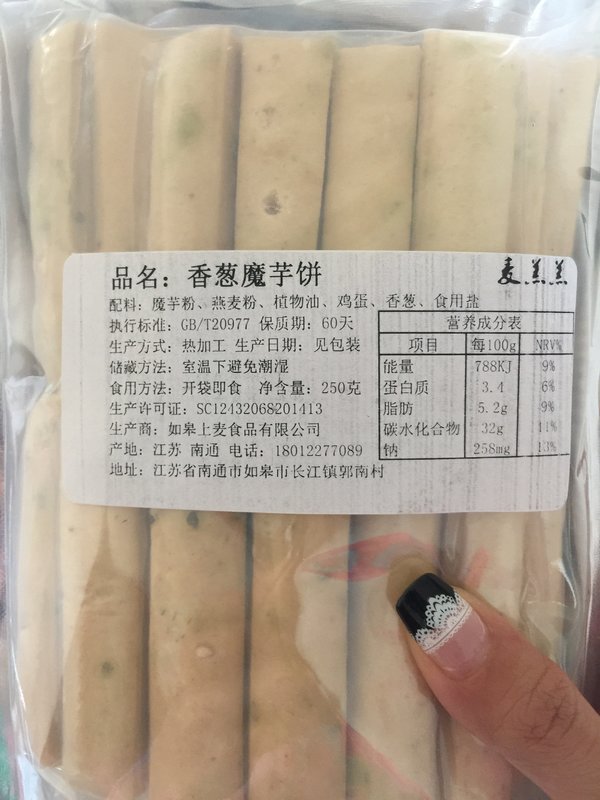 麦羔羔
品名：香葱魔芋饼
配料：魔芋粉、燕麦粉、植物油、鸡蛋、香葱、食用盐
执行标准：GB/T20977 保质期：60天
生产方式：热加工 生产日期：见包装
储藏方法：室温下避免潮湿
食用方法：开袋即食 净含量：250克
生产许可证：SC12432068201413
生产商：如皋上麦食品有限公司
产地：江苏 南通 电话：18012277089
地址：江苏省南通市如皋市长江镇郭南村
营养成分表
项目 每100g NRV%
能量 788KJ 9%
蛋白质 3.4 6%
脂肪 5.2g 9%
碳水化合物 32g 11%
钠 258mg 13%